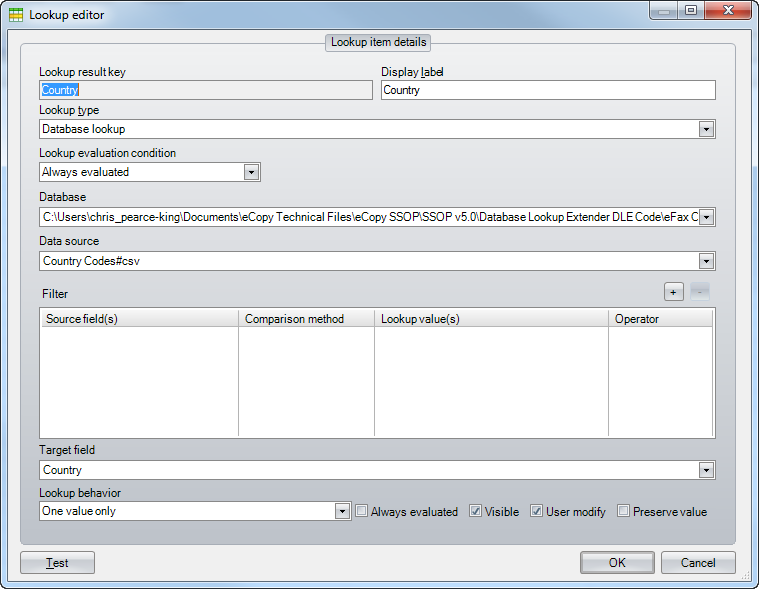 Lookup editor
Lookup item details
Lookup result key Display label
Country Country
Lookup type
Database lookup
Lookup evaluation condition
Always evaluated
Database
C:\Users\chris_pearce-king\Documents\eCopy Technical Files\eCopy SSOP\SSOP v5.0\Database Lookup Extender DLE Code\eFax C
Data source
Country Codes#csv
Filter + -
Source field(s) Comparison method Lookup value(s) Operator
Target field
Country
Lookup behavior
One value only Always evaluated Visible User modify Preserve value
Test OK Cancel